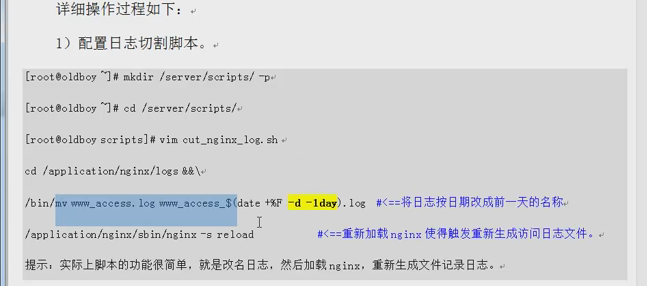 详细操作过程如下：
1）配置日志切割脚本。
[root@oldboy ~]# mkdir /server/scripts/ -p
[root@oldboy ~]# cd /server/scripts/
[root@oldboy scripts]# vim cut_nginx_log.sh
cd /application/nginx/logs &&\
/bin/mv www_access.log www_access_$(date +%F -d -1day).log #<==将日志按日期改成前一天的名称
/application/nginx/sbin/nginx -s reload #<==重新加载nginx使得触发重新生成访问日志文件。
提示：实际上脚本的功能很简单，就是改名日志，然后加载nginx，重新生成文件记录日志。